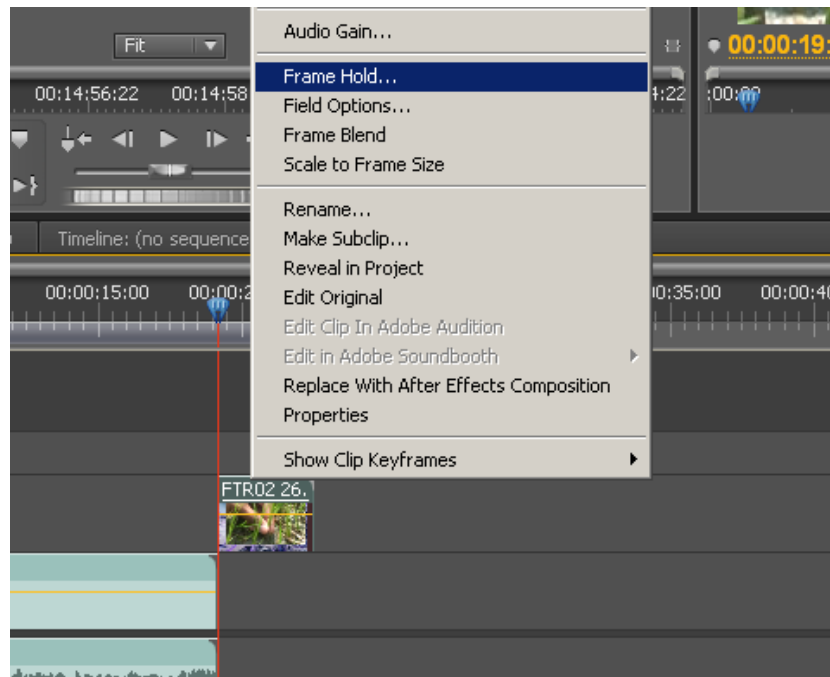 Audio Gain...
Fit
00:00:19:
Frame Hold...
00:14:56:22 00:14:58
Field Options...
Frame Blend
Scale to Frame Size
Rename...
Timeline: (no sequence
Make Subclip...
Reveal in Project
00:00:15:00
Edit Original
Edit Clip In Adobe Audition
Edit in Adobe Soundbooth
Replace With After Effects Composition
Properties
Show Clip Keyframes
FTR02 26.